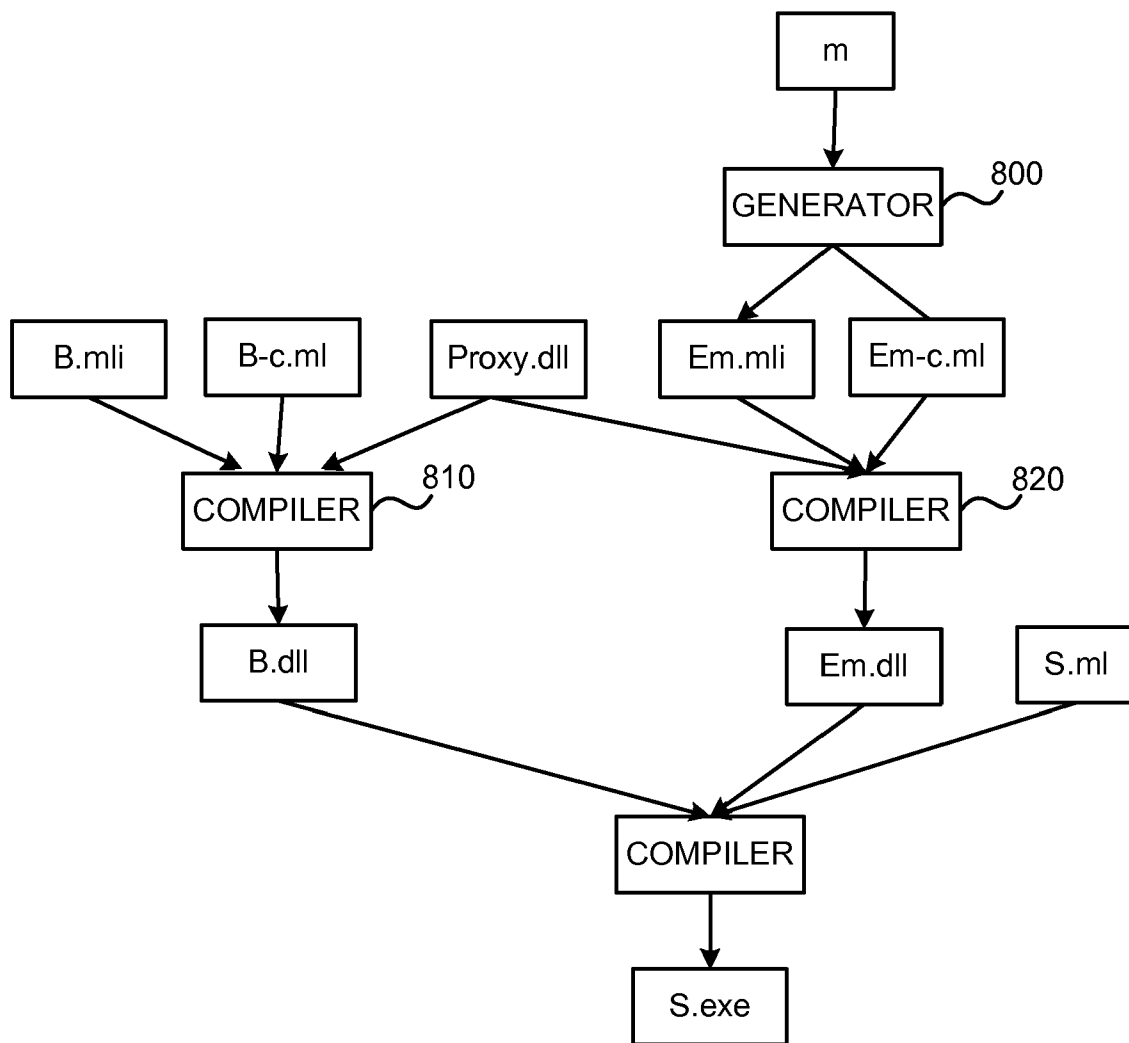 m
800
GENERATOR
B.mli
B-c.ml
Proxy.dll
Em.mli
Em-c.ml
810
820
COMPILER
COMPILER
B.dll
Em.dll
S.ml
COMPILER
S.exe